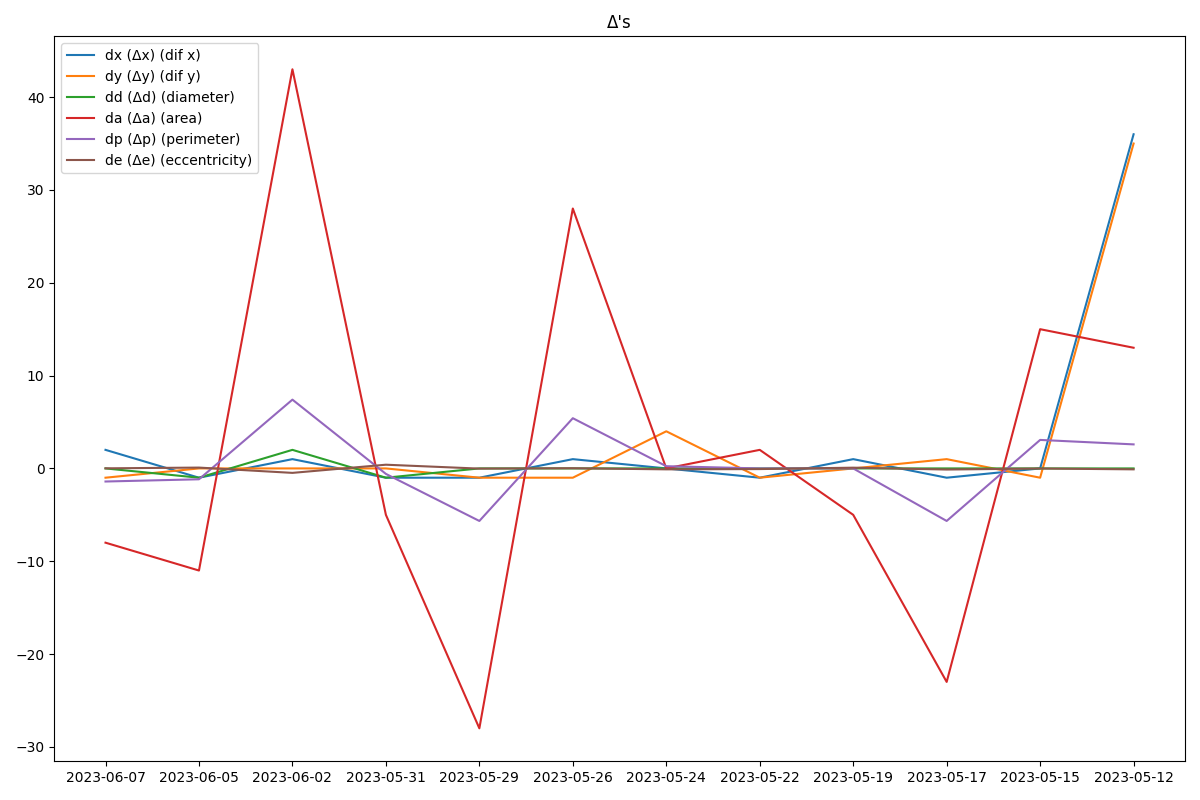 Δ's
dx (Δx) (dif x)
dy (Δy) (dif y)
dd (Δd) (diameter)
da (Δa) (area)
dp (Δp) (perimeter)
de (Δe) (eccentricity)
40
30
20
10
0
−10
−20
−30
2023-06-07 2023-06-05 2023-06-02 2023-05-31 2023-05-29 2023-05-26 2023-05-24 2023-05-22 2023-05-19 2023-05-17 2023-05-15 2023-05-12